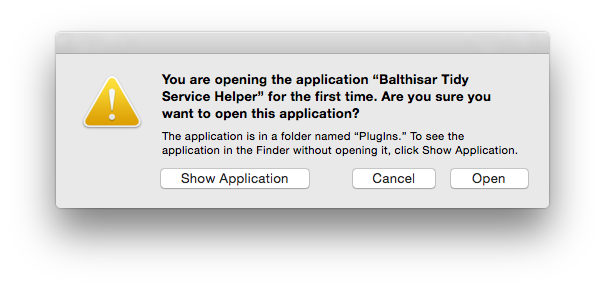 You are opening the application “Balthisar Tidy
Service Helper” for the first time. Are you sure you
want to open this application?
The application is in a folder named “PlugIns.” To see the
application in the Finder without opening it, click Show Application.
Show Application
Cancel
Open